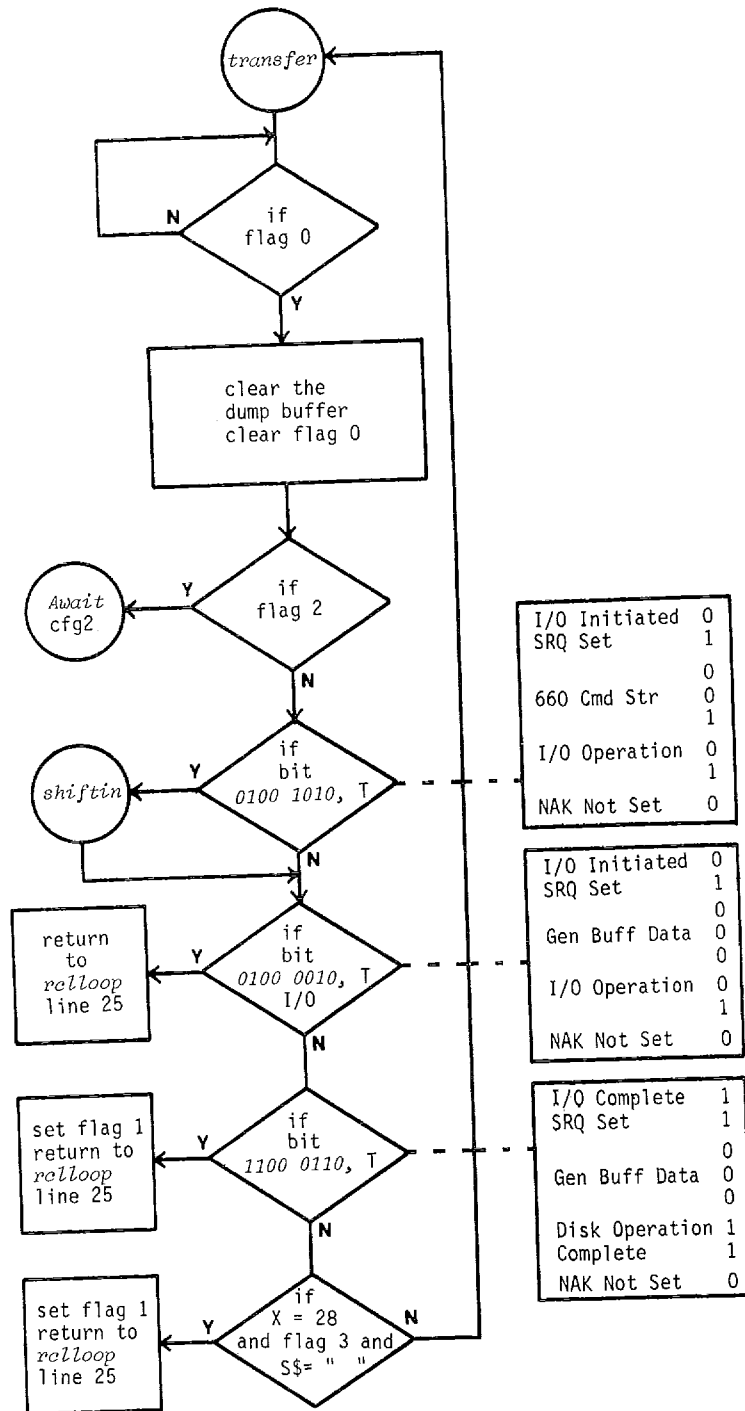 transfer
N
if
flag 0
Y
clear the
dump buffer
clear flag 0
Y
if
flag 2
Await
cfg2
N
if
bit
0100 1010, T
Y
shiftin
N
I/O Initiated 0
SRQ Set 1
0
660 Cmd Str 0
1
I/O Operation 0
1
NAK Not Set 0
if
bit
0100 0010, T
I/O
Y
return
to
rclloop
line 25
N
I/O Initiated 0
SRQ Set 1
0
Gen Buff Data 0
0
I/O Operation 0
1
NAK Not Set 0
if
bit
1100 0110, T
Y
set flag 1
return to
rclloop
line 25
N
I/O Complete 1
SRQ Set 1
0
Gen Buff Data 0
0
Disk Operation 1
Complete 1
NAK Not Set 0
if
X = 28
and flag 3 and
S$= " "
Y
N
set flag 1
return to
rclloop
line 25